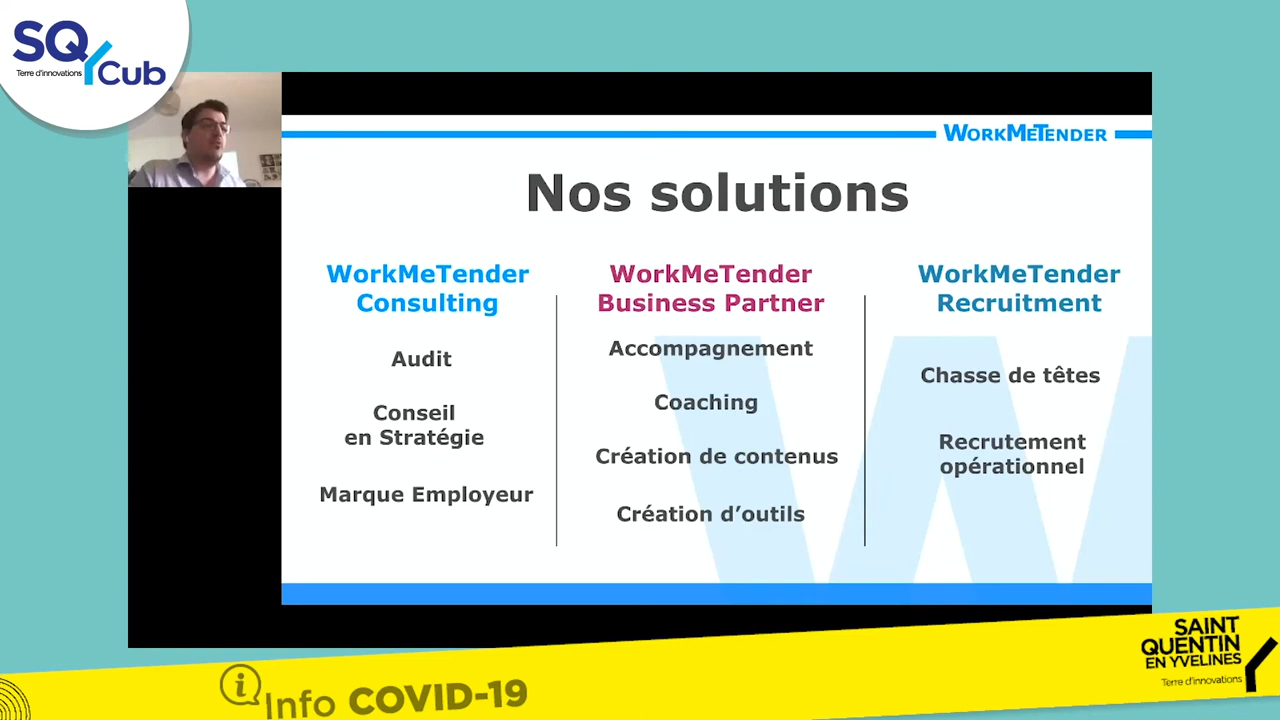 SQY Cub
Terre d'innovations
WORKMETENDER
Nos solutions
WorkMeTender
Consulting
Audit
Conseil
en Stratégie
Marque Employeur
WorkMeTender
Business Partner
Accompagnement
Coaching
Création de contenus
Création d’outils
WorkMeTender
Recruitment
Chasse de têtes
Recrutement
opérationnel
Info COVID-19
SAINT
QUENTIN
EN YVELINES
Terre d'innovations